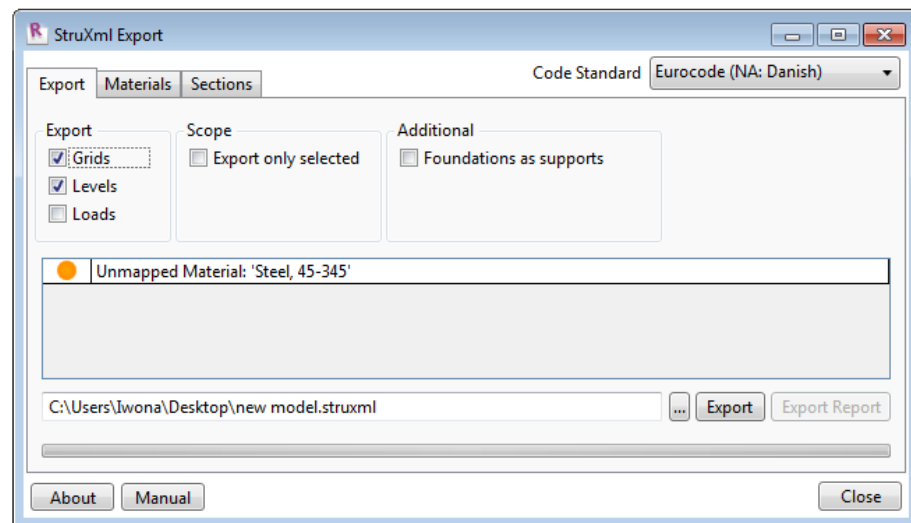 StruXml Export
Code Standard Eurocode (NA: Danish)
Export Materials Sections
Export Scope Additional
Grids Export only selected Foundations as supports
Levels
Loads
Unmapped Material: 'Steel, 45-345'
C:\Users\Iwona\Desktop\new model.struxml ... Export Export Report
About Manual Close